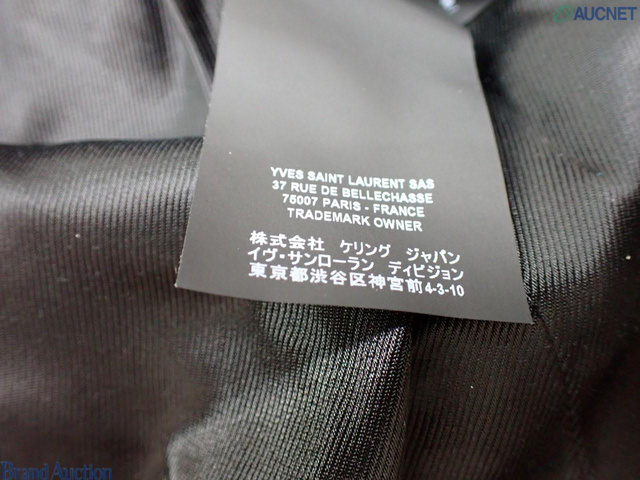 AUCNET
YVES SAINT LAURENT SAS
37 RUE DE BELLECHASSE
75007 PARIS - FRANCE
TRADEMARK OWNER
株式会社 ケリング ジャパン
イヴ・サンローラン ディビジョン
東京都渋谷区神宮前4-3-10
Brand Auction